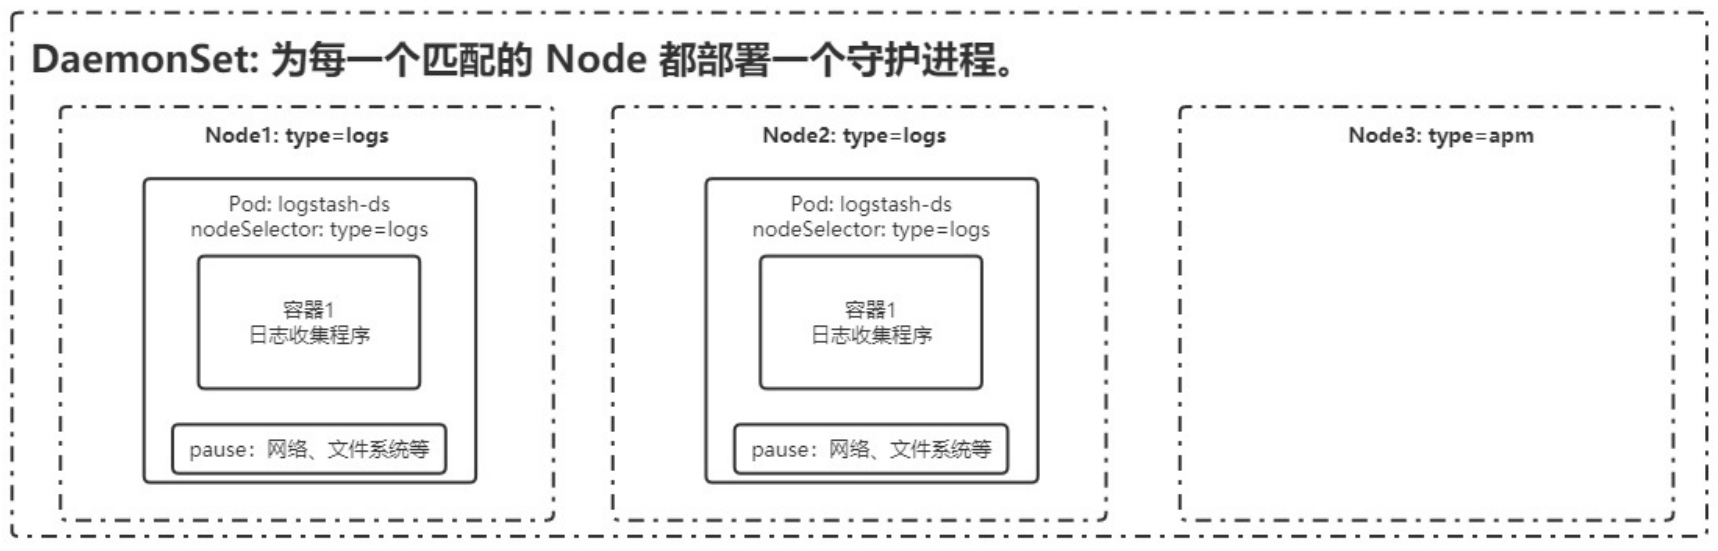 DaemonSet: 为每一个匹配的 Node 都部署一个守护进程。
Node1: type=logs
Pod: logstash-ds
nodeSelector: type=logs
容器1
日志收集程序
pause：网络、文件系统等
Node2: type=logs
Pod: logstash-ds
nodeSelector: type=logs
容器1
日志收集程序
pause：网络、文件系统等
Node3: type=apm